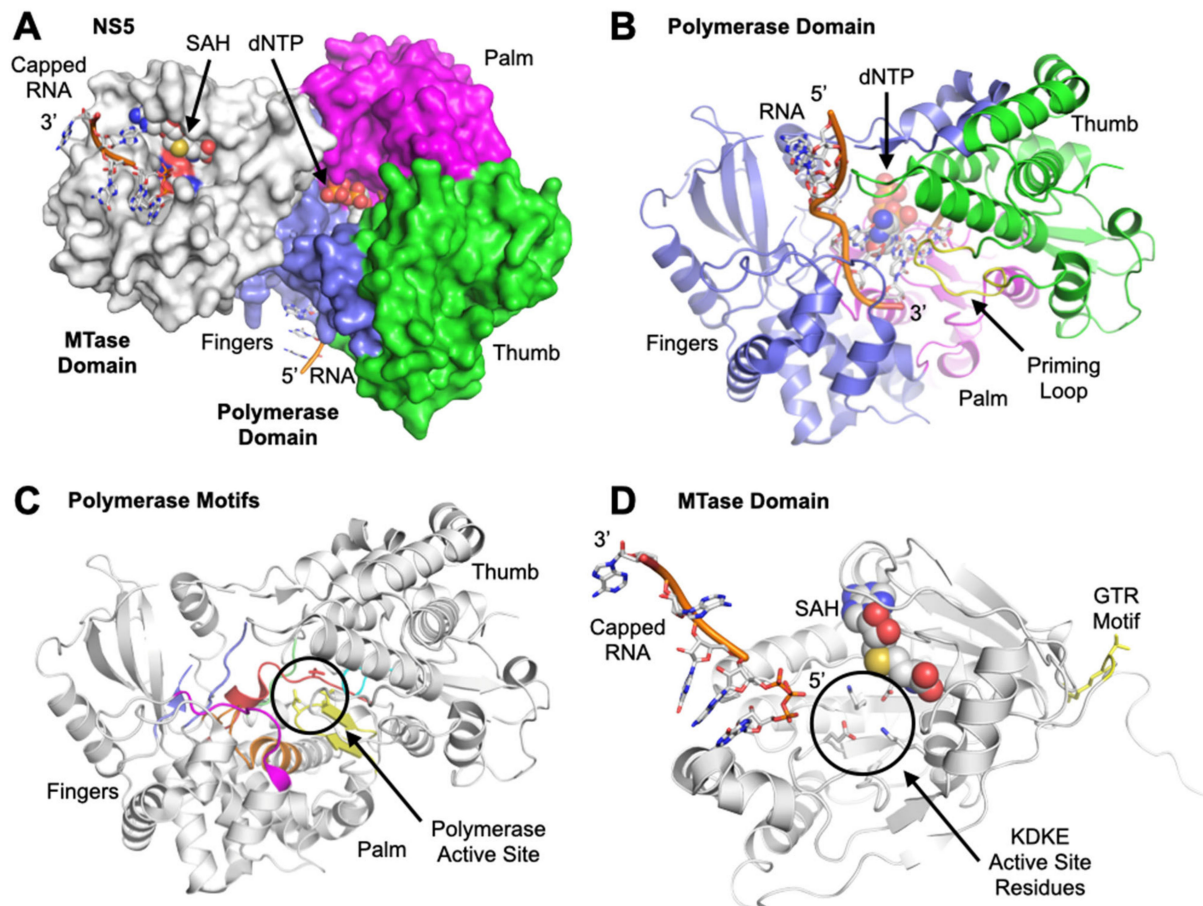 A
NS5
SAH
dNTP
Palm
Capped
RNA
3’
MTase
Domain
Fingers
5’
RNA
Polymerase
Domain
Thumb
B
Polymerase Domain
dNTP
5’
RNA
Thumb
3’
Fingers
Palm
Priming
Loop
C
Polymerase Motifs
Thumb
Fingers
Palm
Polymerase
Active Site
D
MTase Domain
3’
SAH
GTR
Motif
Capped
RNA
5’
KDKE
Active Site
Residues